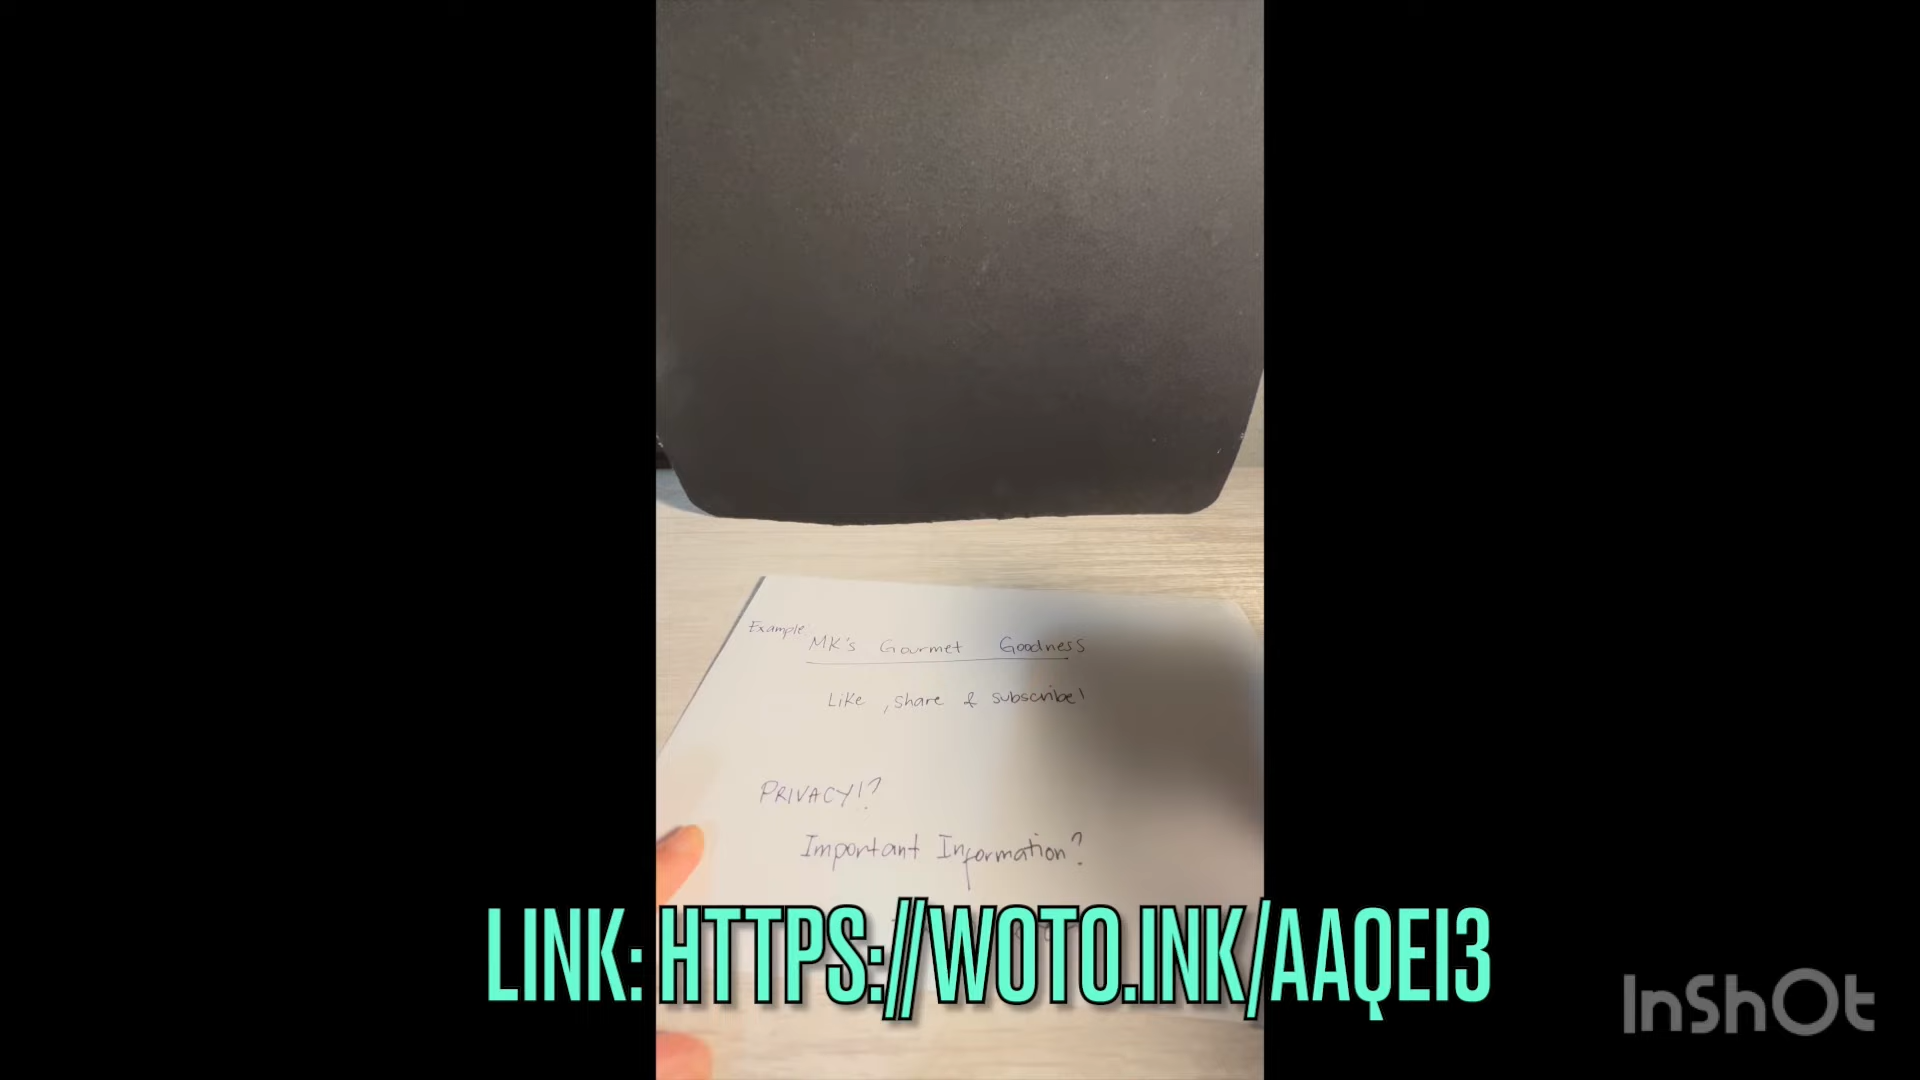 Example:
MK's Gourmet Goodness
Like, share & subscribe!
PRIVACY!?
Important Information?
LINK: HTTPS://WOTO.INK/AAQEI3
InShOt